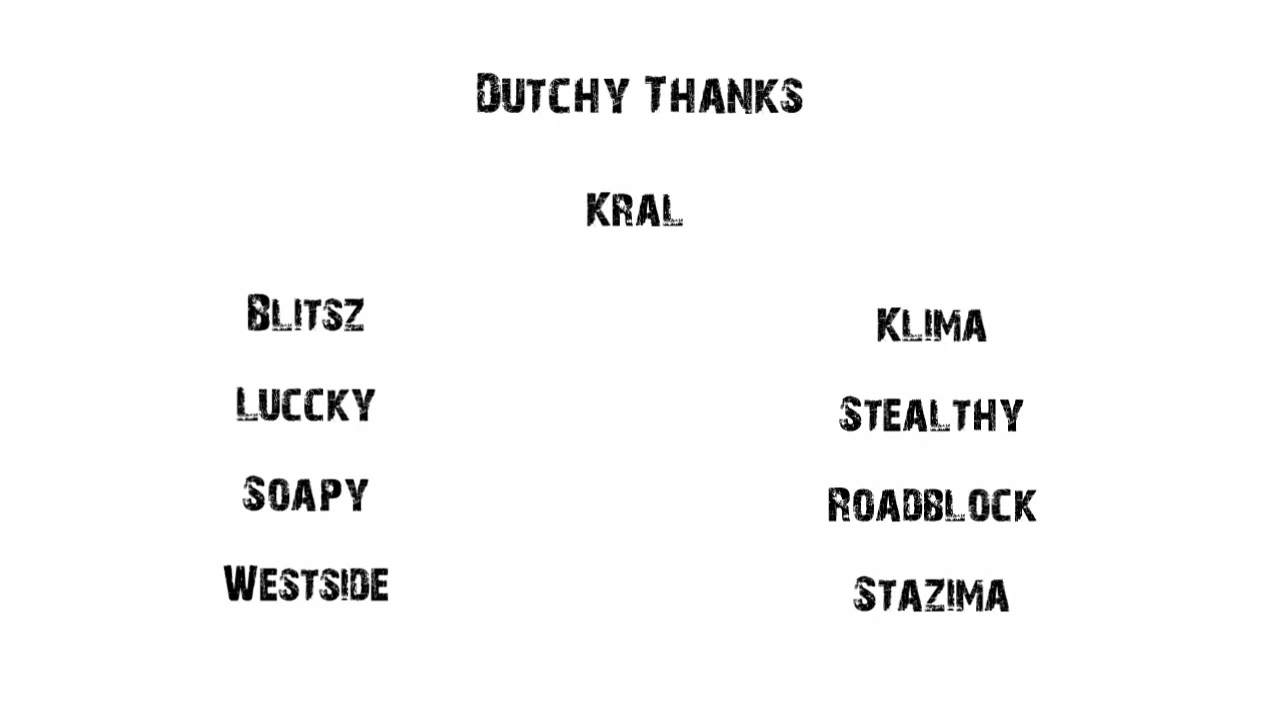 Dutchy Thanks
Kral
Blitsz
Luccky
Soapy
Westside
Klima
Stealthy
Roadblock
Stazima